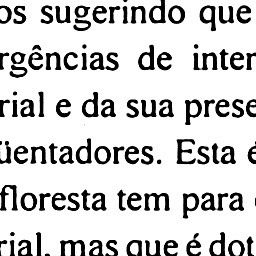 os sugerindo que
rgências de inter
rial e da sua prese
üentadores. Esta é
floresta tem para
rial, mas que é dot